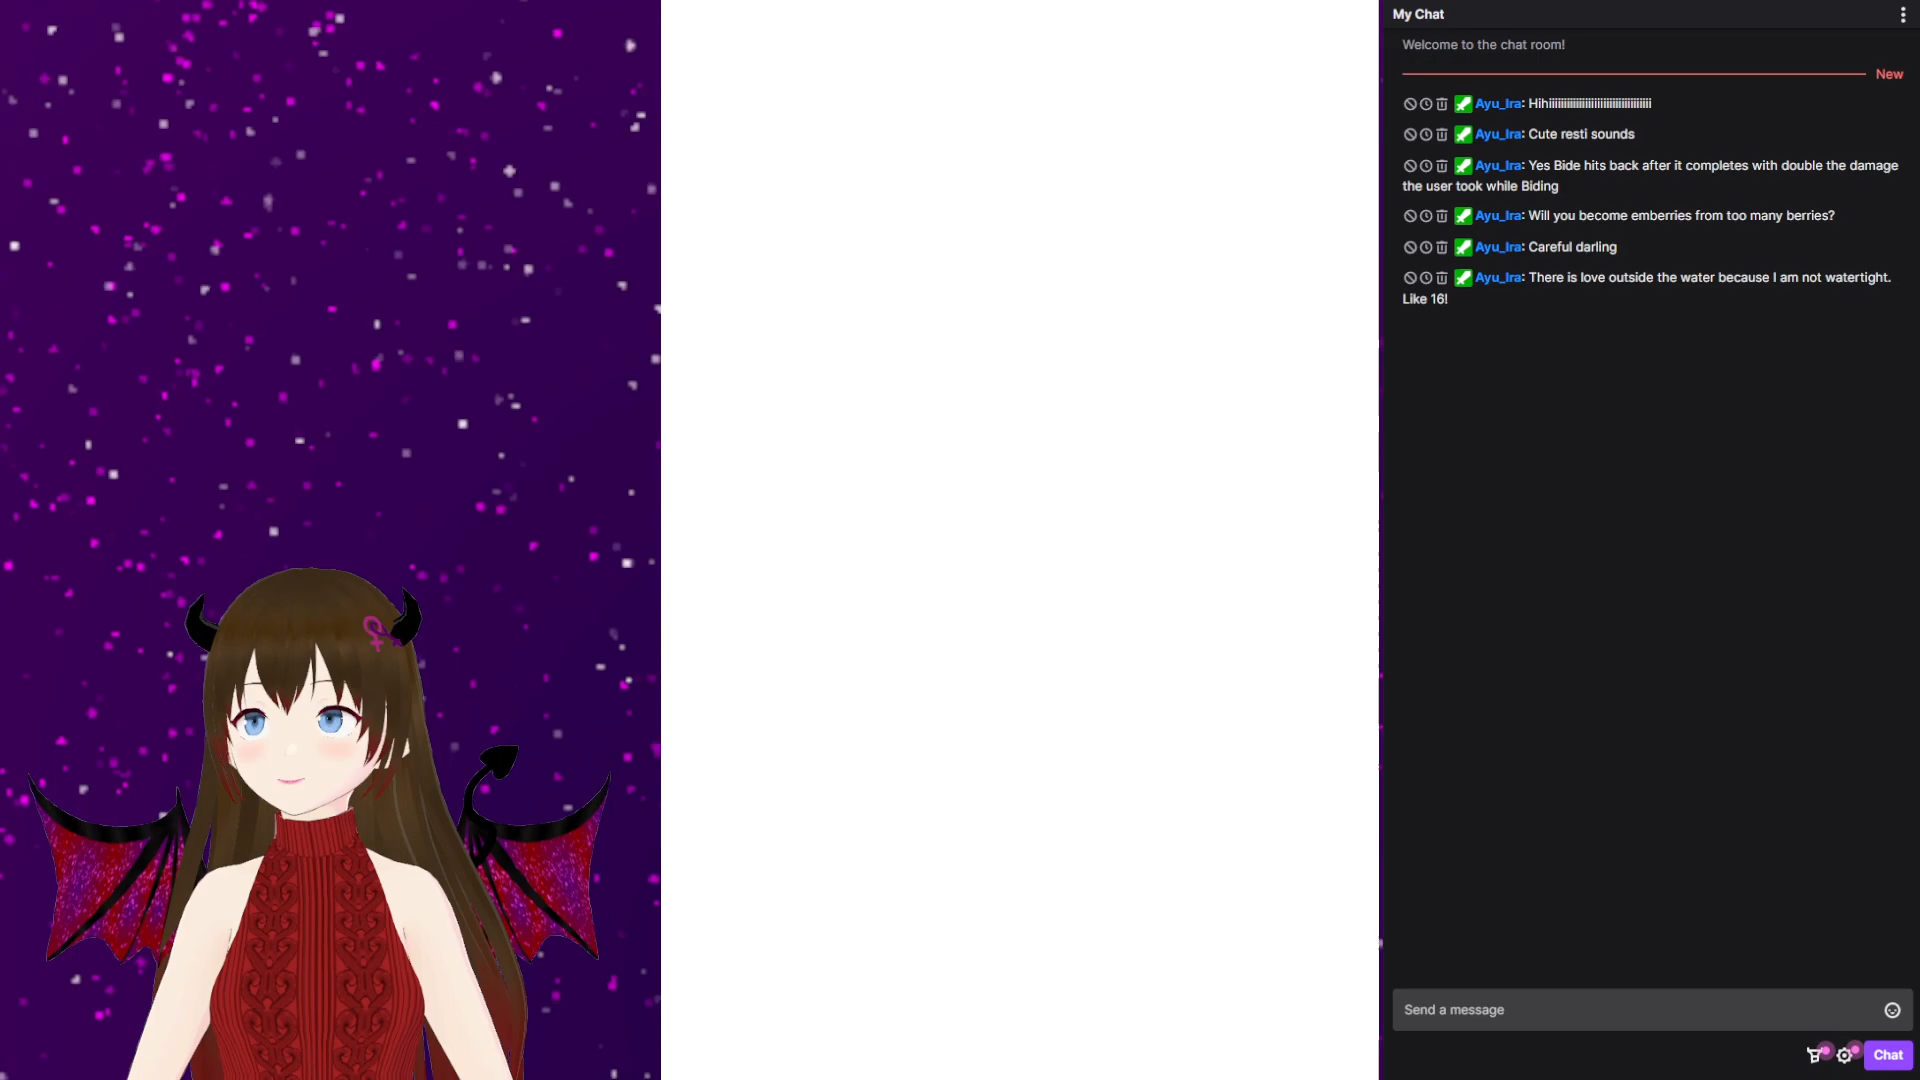 My Chat
Welcome to the chat room!
New
Ayu_Ira: Hihiiiiiiiiiiiiiiiiiiiiiiiiiiiiiiiiiii
Ayu_Ira: Cute resti sounds
Ayu_Ira: Yes Bide hits back after it completes with double the damage
the user took while Biding
Ayu_Ira: Will you become emberries from too many berries?
Ayu_Ira: Careful darling
Ayu_Ira: There is love outside the water because I am not watertight.
Like 16!
Send a message
Chat